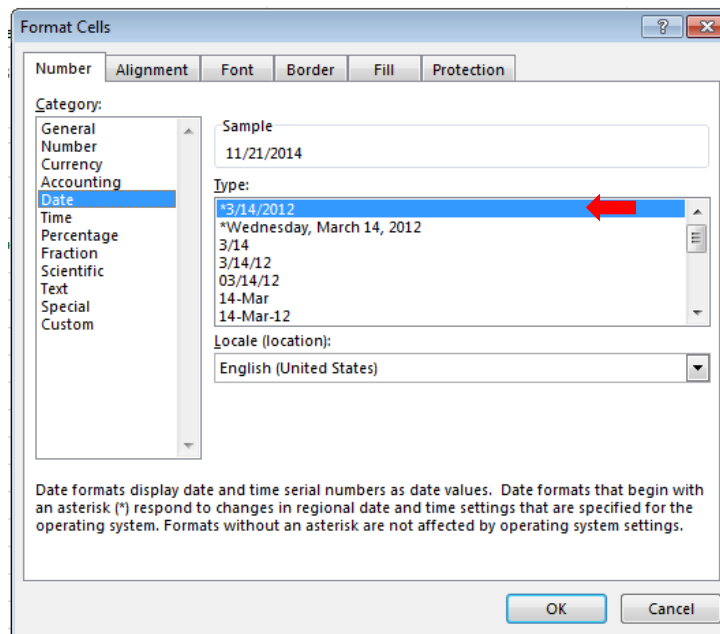 Format Cells
Number Alignment Font Border Fill Protection
Category:
General
Number
Currency
Accounting
Date
Time
Percentage
Fraction
Scientific
Text
Special
Custom
Sample
11/21/2014
Type:
*3/14/2012
*Wednesday, March 14, 2012
3/14
3/14/12
03/14/12
14-Mar
14-Mar-12
Locale (location):
English (United States)
Date formats display date and time serial numbers as date values. Date formats that begin with
an asterisk (*) respond to changes in regional date and time settings that are specified for the
operating system. Formats without an asterisk are not affected by operating system settings.
OK Cancel